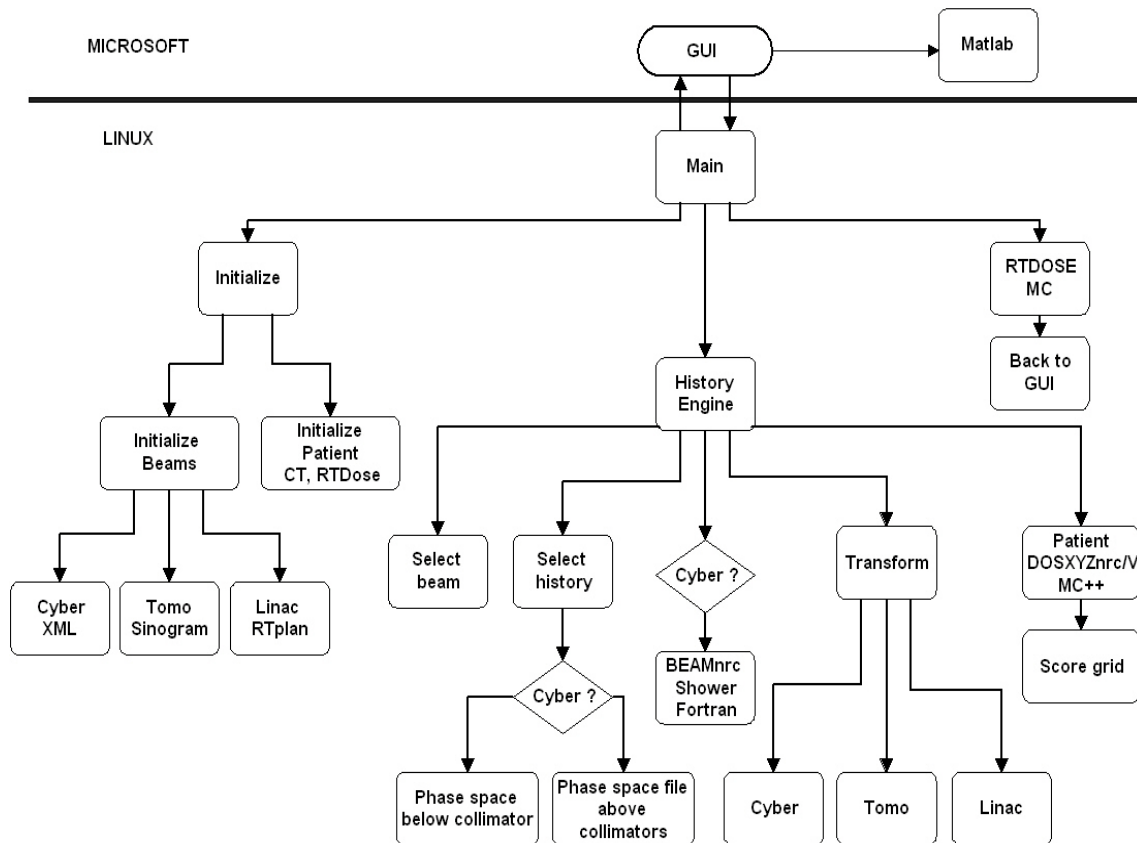 MICROSOFT
GUI
Matlab
LINUX
Main
Initialize
RTDOSE
MC
Back to
GUI
History
Engine
Initialize
Beams
Initialize
Patient
CT, RTDose
Select
beam
Select
history
Cyber ?
Transform
Patient
DOSXYZnrc/V
MC++
Cyber
XML
Tomo
Sinogram
Linac
RTplan
BEAMnrc
Shower
Fortran
Score grid
Cyber ?
Phase space
below collimator
Phase space file
above
collimators
Cyber
Tomo
Linac